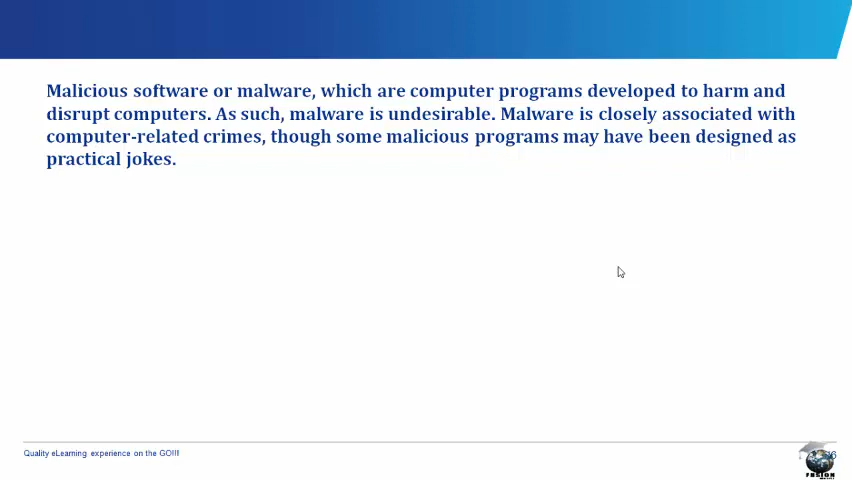 Malicious software or malware, which are computer programs developed to harm and
disrupt computers. As such, malware is undesirable. Malware is closely associated with
computer-related crimes, though some malicious programs may have been designed as
practical jokes.
Quality eLearning experience on the GO!!!
FUSION